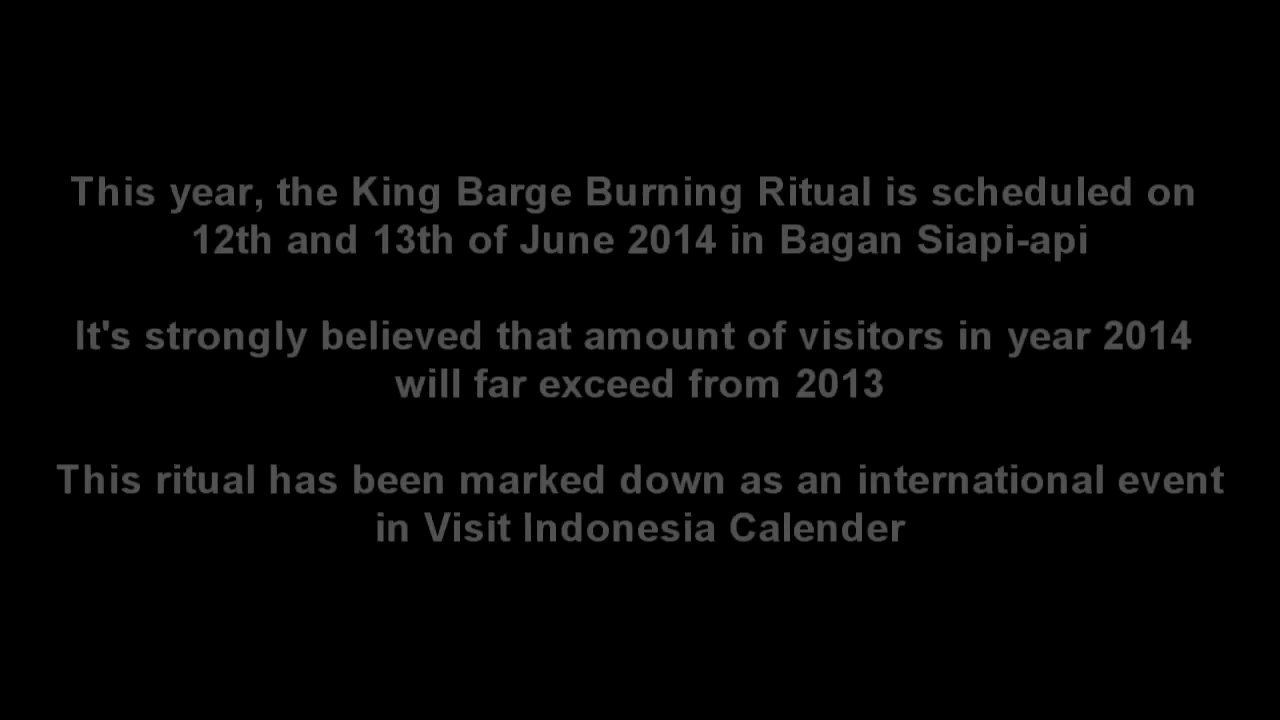 This year, the King Barge Burning Ritual is scheduled on
12th and 13th of June 2014 in Bagan Siapi-api
It's strongly believed that amount of visitors in year 2014
will far exceed from 2013
This ritual has been marked down as an international event
in Visit Indonesia Calender